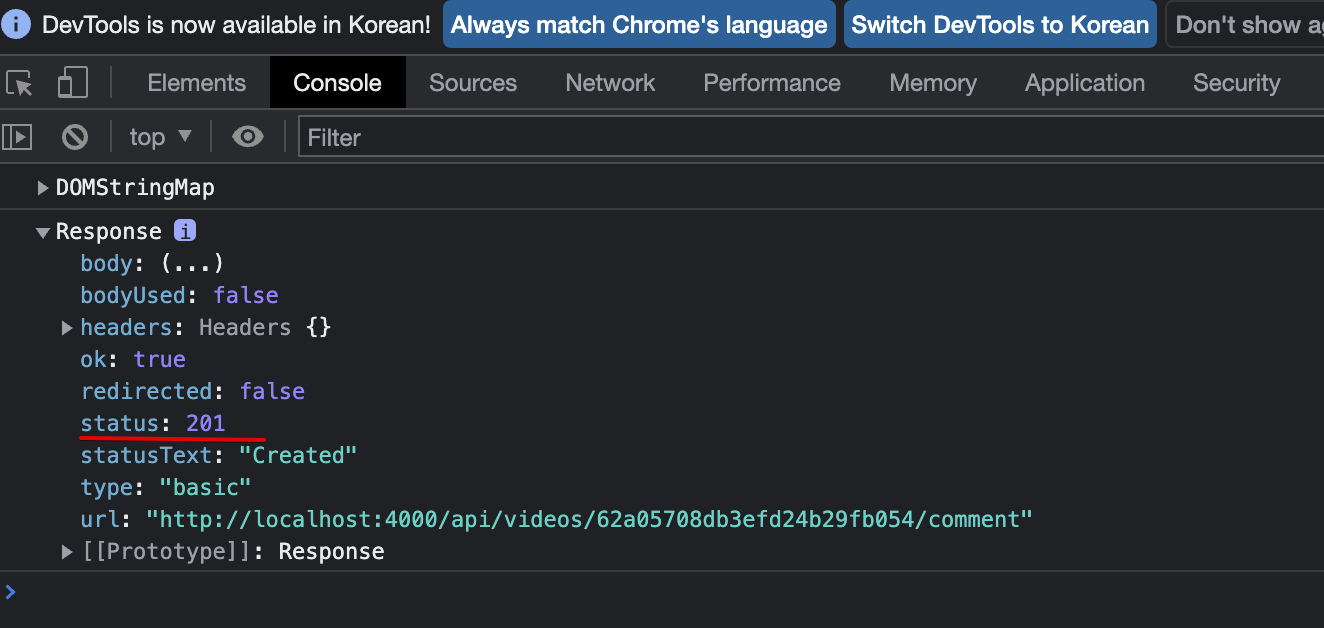 DevTools is now available in Korean! Always match Chrome's language Switch DevTools to Korean Don't show ag
Elements Console Sources Network Performance Memory Application Security
top ▼ Filter
▶ DOMStringMap
▼ Response i
body: (...)
bodyUsed: false
▶ headers: Headers {}
ok: true
redirected: false
status: 201
statusText: "Created"
type: "basic"
url: "http://localhost:4000/api/videos/62a05708db3efd24b29fb054/comment"
▶ [[Prototype]]: Response
>